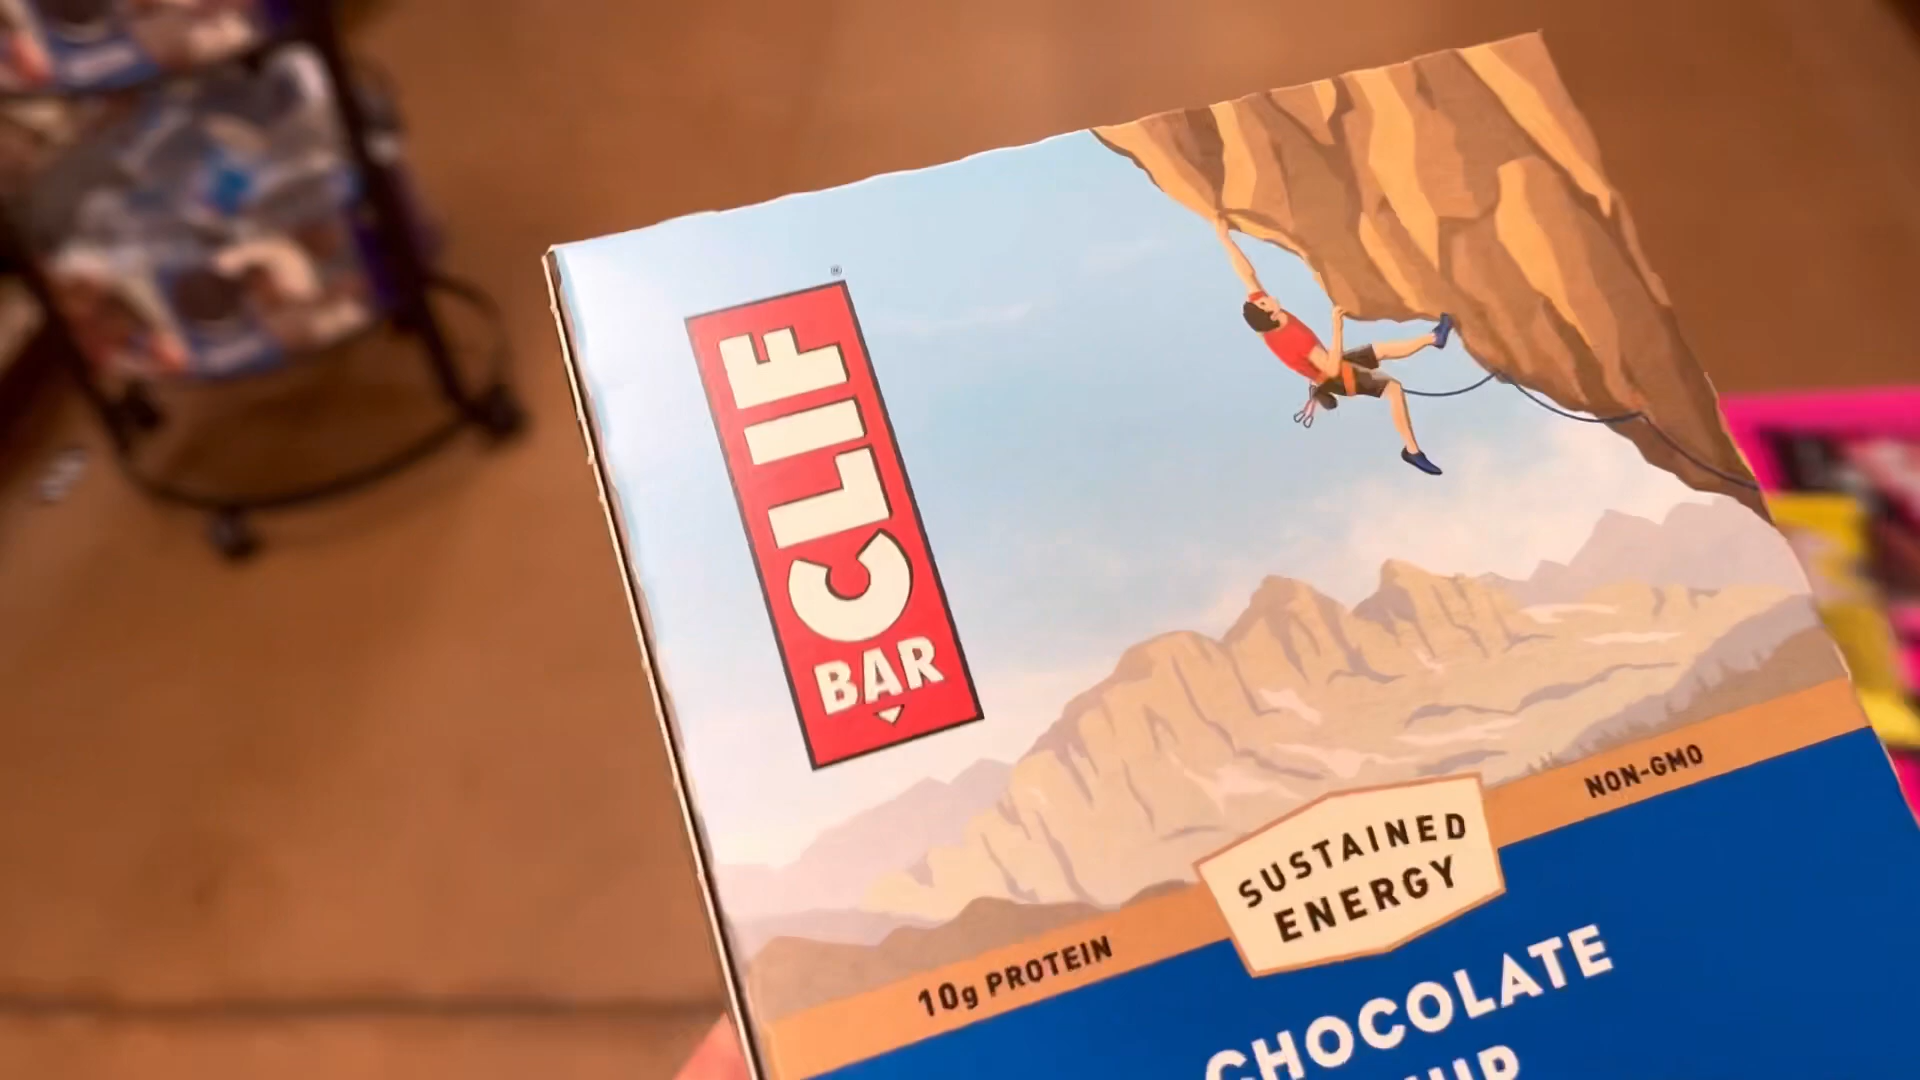 ®
CLIF
BAR
SUSTAINED
ENERGY
NON-GMO
10g PROTEIN
CHOCOLATE